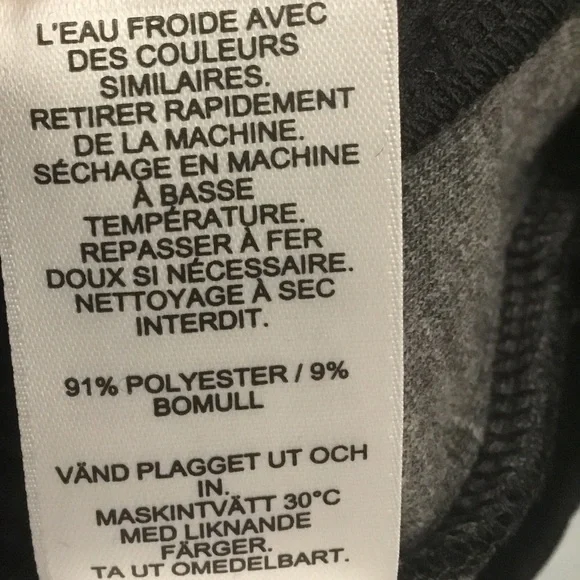 L'EAU FROIDE AVEC
DES COULEURS
SIMILAIRES.
RETIRER RAPIDEMENT
DE LA MACHINE.
SÉCHAGE EN MACHINE
À BASSE
TEMPÉRATURE.
REPASSER À FER
DOUX SI NÉCESSAIRE.
NETTOYAGE À SEC
INTERDIT.
91% POLYESTER / 9%
BOMULL
VÄND PLAGGET UT OCH
IN.
MASKINTVÄTT 30°C
MED LIKNANDE
FÄRGER.
TA UT OMEDELBART.